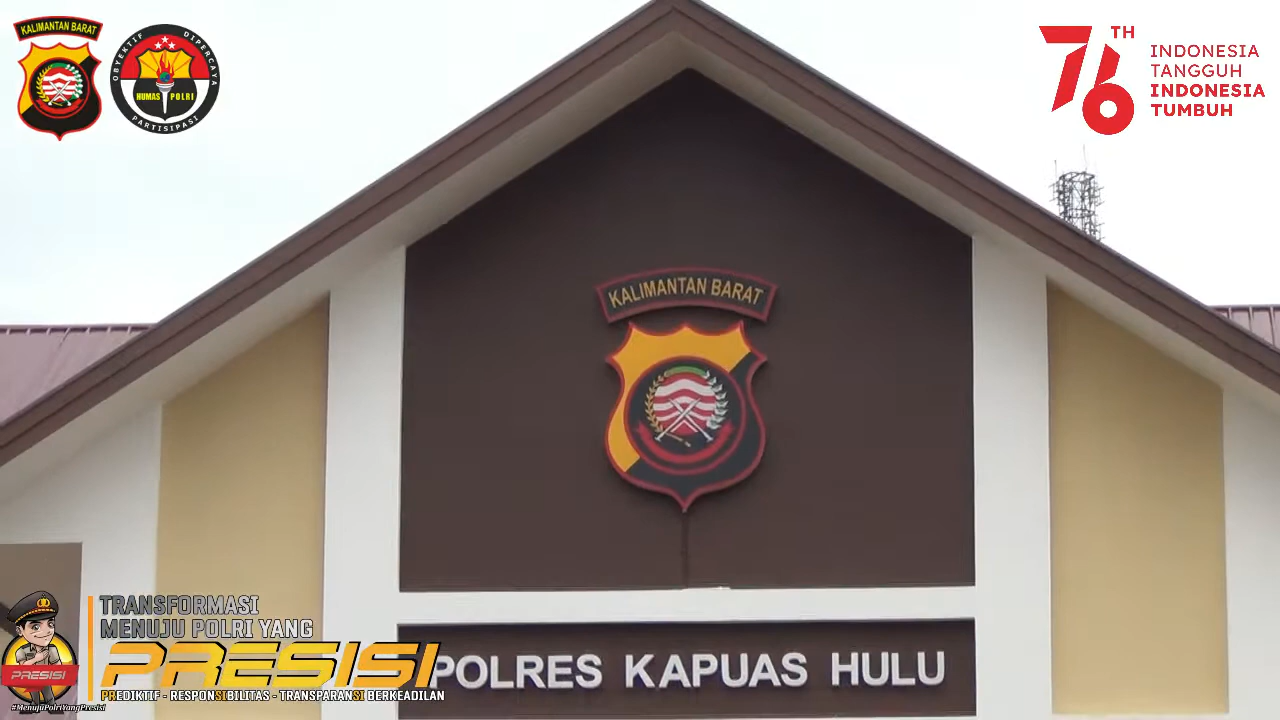 KALIMANTAN BARAT
OBYEKTIF DIPERCAYA
HUMAS POLRI
PARTISIPASI
76 TH
INDONESIA
TANGGUH
INDONESIA
TUMBUH
KALIMANTAN BARAT
POLRES KAPUAS HULU
TRANSFORMASI
MENUJU POLRI YANG
PRESISI
PREDIKTIF - RESPONSIBILITAS - TRANSPARANSI BERKEADILAN
PRESISI
#MenujuPolriYangPresisi